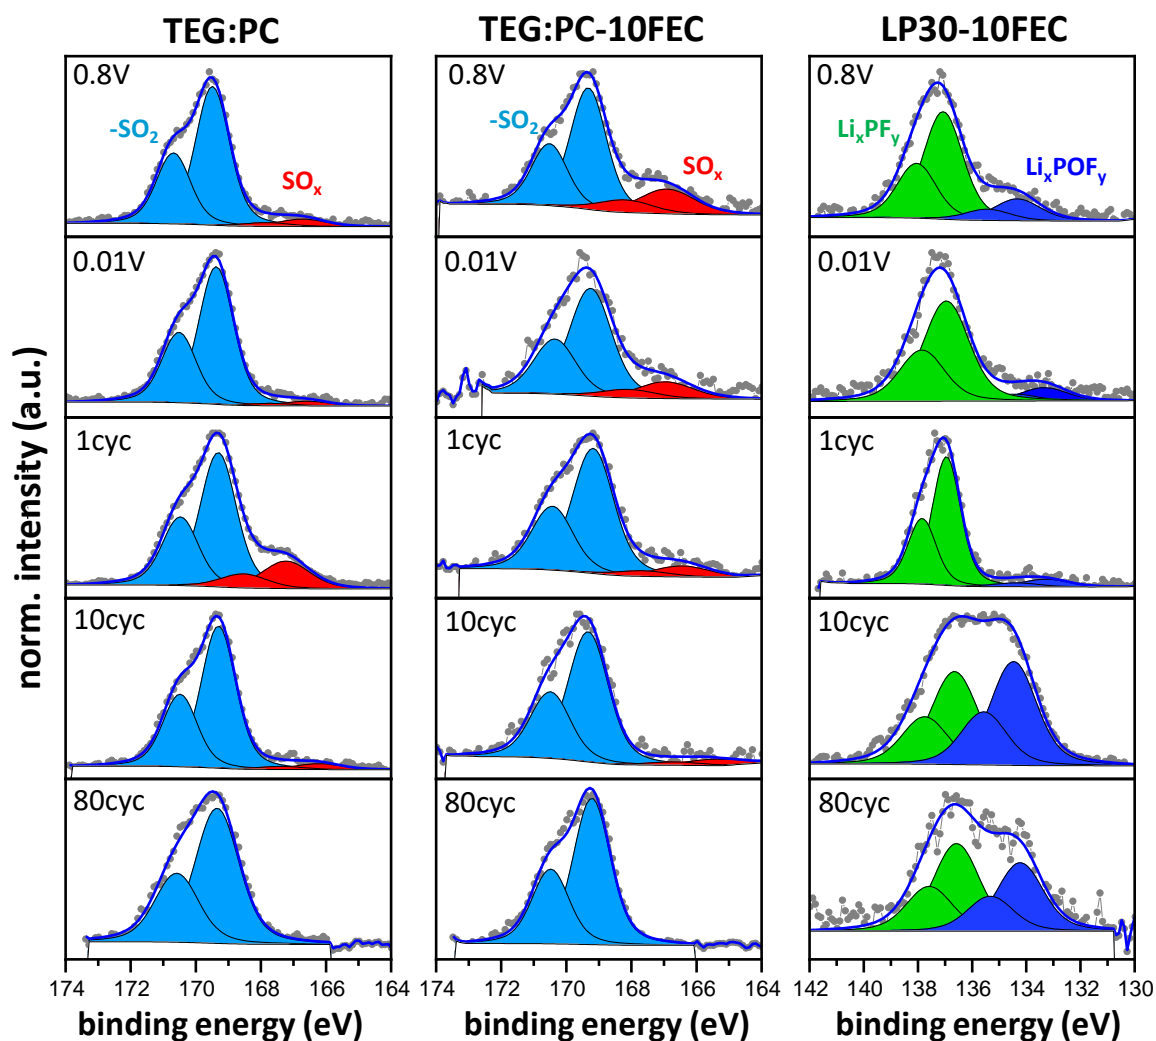 TEG:PC TEG:PC-10FEC LP30-10FEC
0.8V 0.8V 0.8V
-SO₂ -SO₂ LiₓPFᵧ
SOₓ SOₓ LiₓPOFᵧ
0.01V 0.01V 0.01V
1cyc 1cyc 1cyc
10cyc 10cyc 10cyc
80cyc 80cyc 80cyc
norm. intensity (a.u.)
174 172 170 168 166 164 174 172 170 168 166 164 142 140 138 136 134 132 130
binding energy (eV) binding energy (eV) binding energy (eV)